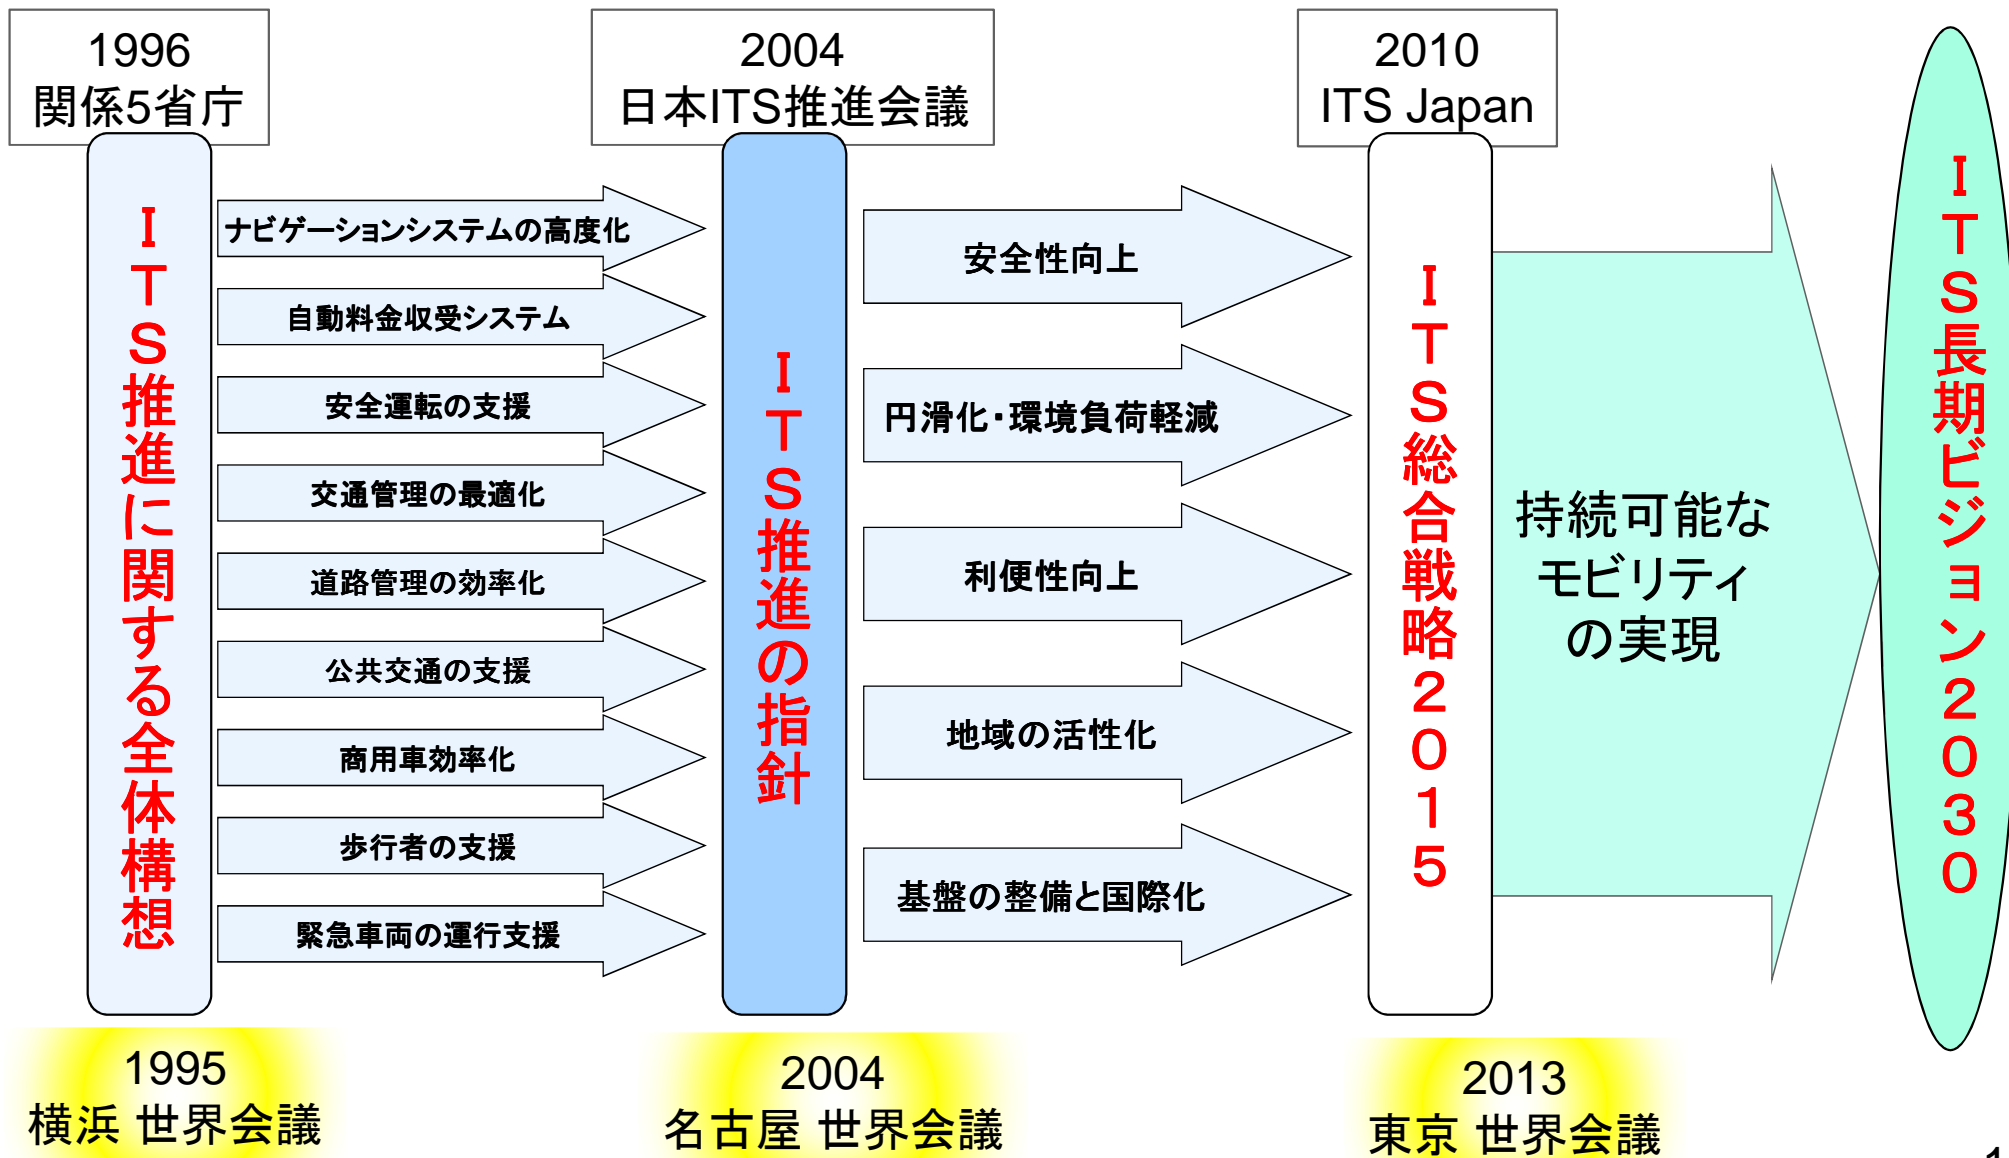 1996
関係5省庁
2004
日本ITS推進会議
2010
ITS Japan
ITS推進に関する全体構想
ナビゲーションシステムの高度化
自動料金収受システム
安全運転の支援
交通管理の最適化
道路管理の効率化
公共交通の支援
商用車効率化
歩行者の支援
緊急車両の運行支援
ITS推進の指針
安全性向上
円滑化・環境負荷軽減
利便性向上
地域の活性化
基盤の整備と国際化
ITS総合戦略2015
持続可能な
モビリティ
の実現
ITS長期ビジョン2030
1995
横浜 世界会議
2004
名古屋 世界会議
2013
東京 世界会議